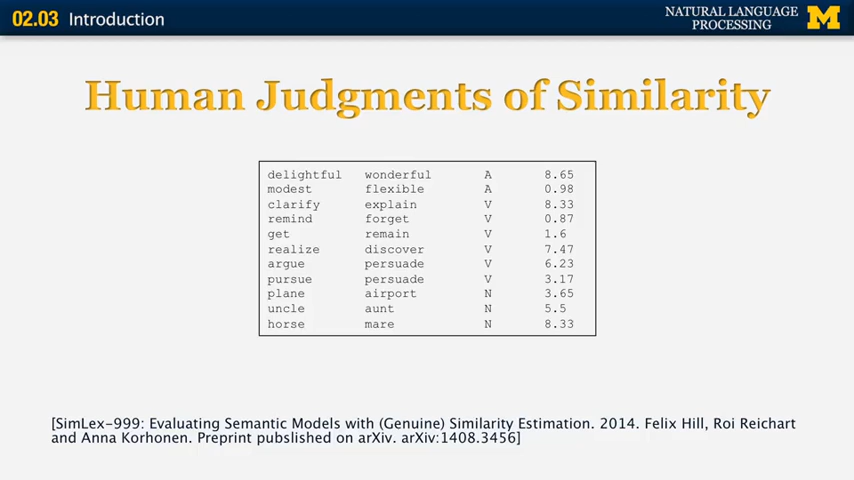 02.03 Introduction
NATURAL LANGUAGE
PROCESSING
M
Human Judgments of Similarity
delightful wonderful A 8.65
modest flexible A 0.98
clarify explain V 8.33
remind forget V 0.87
get remain V 1.6
realize discover V 7.47
argue persuade V 6.23
pursue persuade V 3.17
plane airport N 3.65
uncle aunt N 5.5
horse mare N 8.33
[SimLex-999: Evaluating Semantic Models with (Genuine) Similarity Estimation. 2014. Felix Hill, Roi Reichart
and Anna Korhonen. Preprint pubslished on arXiv. arXiv:1408.3456]